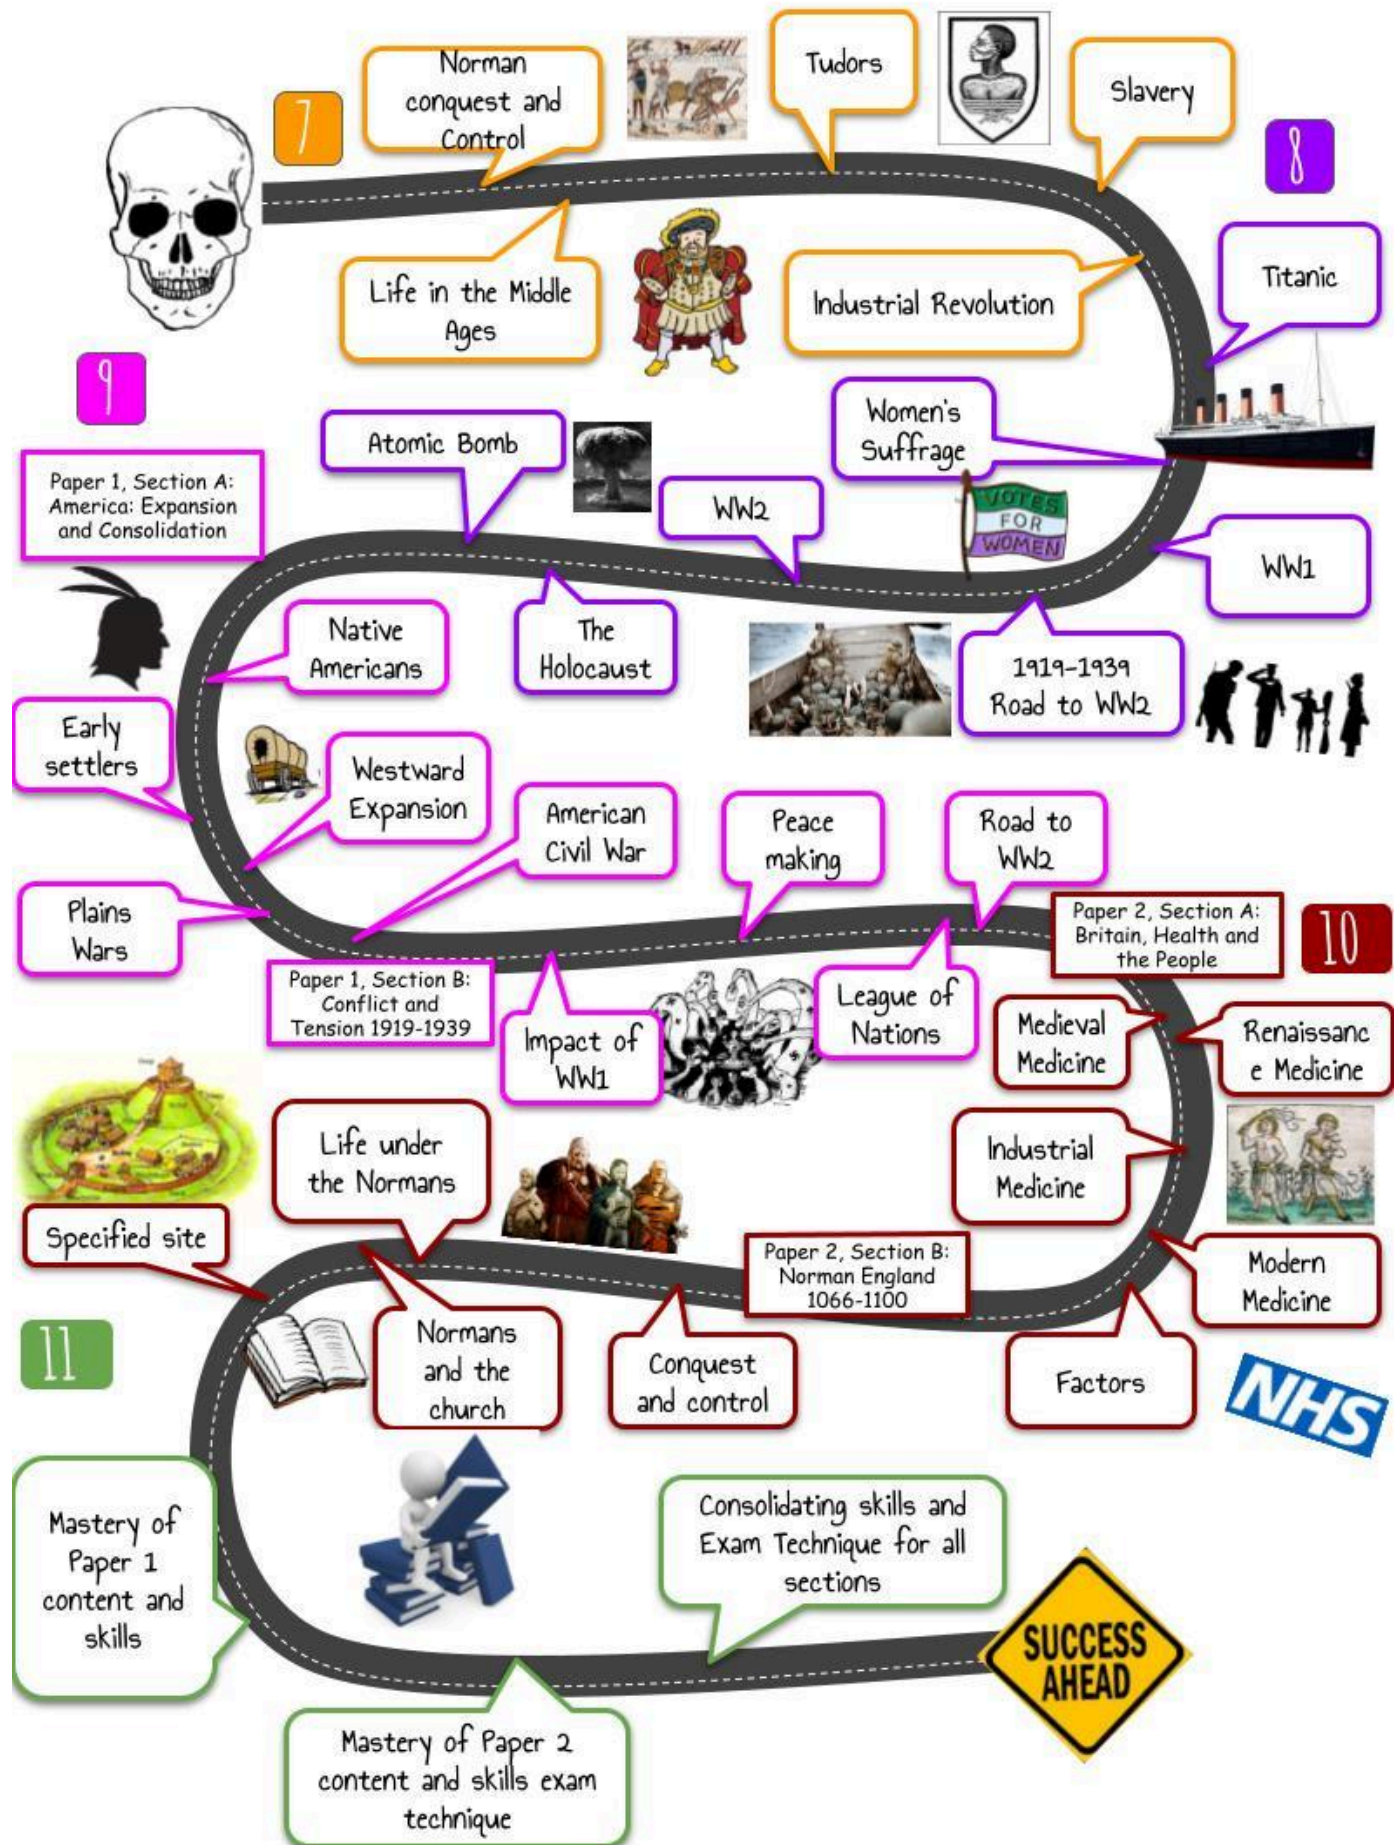 7
Norman
conquest and
Control
Tudors
Slavery
8
Life in the Middle
Ages
Industrial Revolution
Titanic
9
Atomic Bomb
Women's
Suffrage
Paper 1, Section A:
America: Expansion
and Consolidation
WW2
VOTES
FOR
WOMEN
WW1
Native
Americans
The
Holocaust
1919-1939
Road to WW2
Early
settlers
Westward
Expansion
American
Civil War
Peace
making
Road to
WW2
Plains
Wars
Paper 2, Section A:
Britain, Health and
the People
10
Paper 1, Section B:
Conflict and
Tension 1919-1939
Impact of
WW1
League of
Nations
Medieval
Medicine
Renaissanc
e Medicine
Life under
the Normans
Industrial
Medicine
Specified site
Paper 2, Section B:
Norman England
1066-1100
Modern
Medicine
11
Normans
and the
church
Conquest
and control
Factors
NHS
Mastery of
Paper 1
content and
skills
Consolidating skills and
Exam Technique for all
sections
SUCCESS
AHEAD
Mastery of Paper 2
content and skills exam
technique